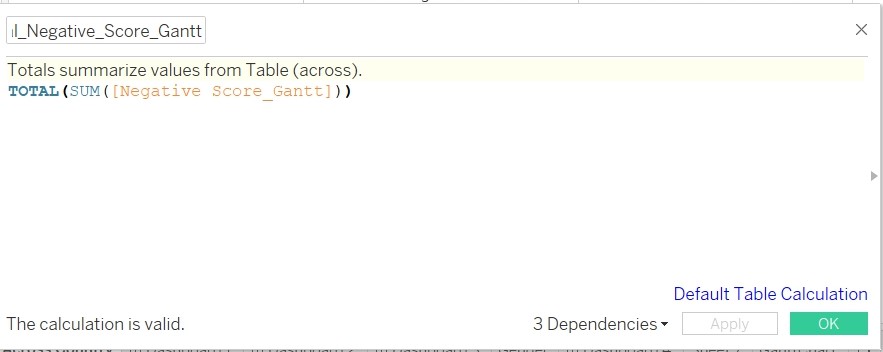 l_Negative_Score_Gantt
Totals summarize values from Table (across).
TOTAL(SUM([Negative Score_Gantt]))
Default Table Calculation
The calculation is valid.
3 Dependencies
Apply
OK